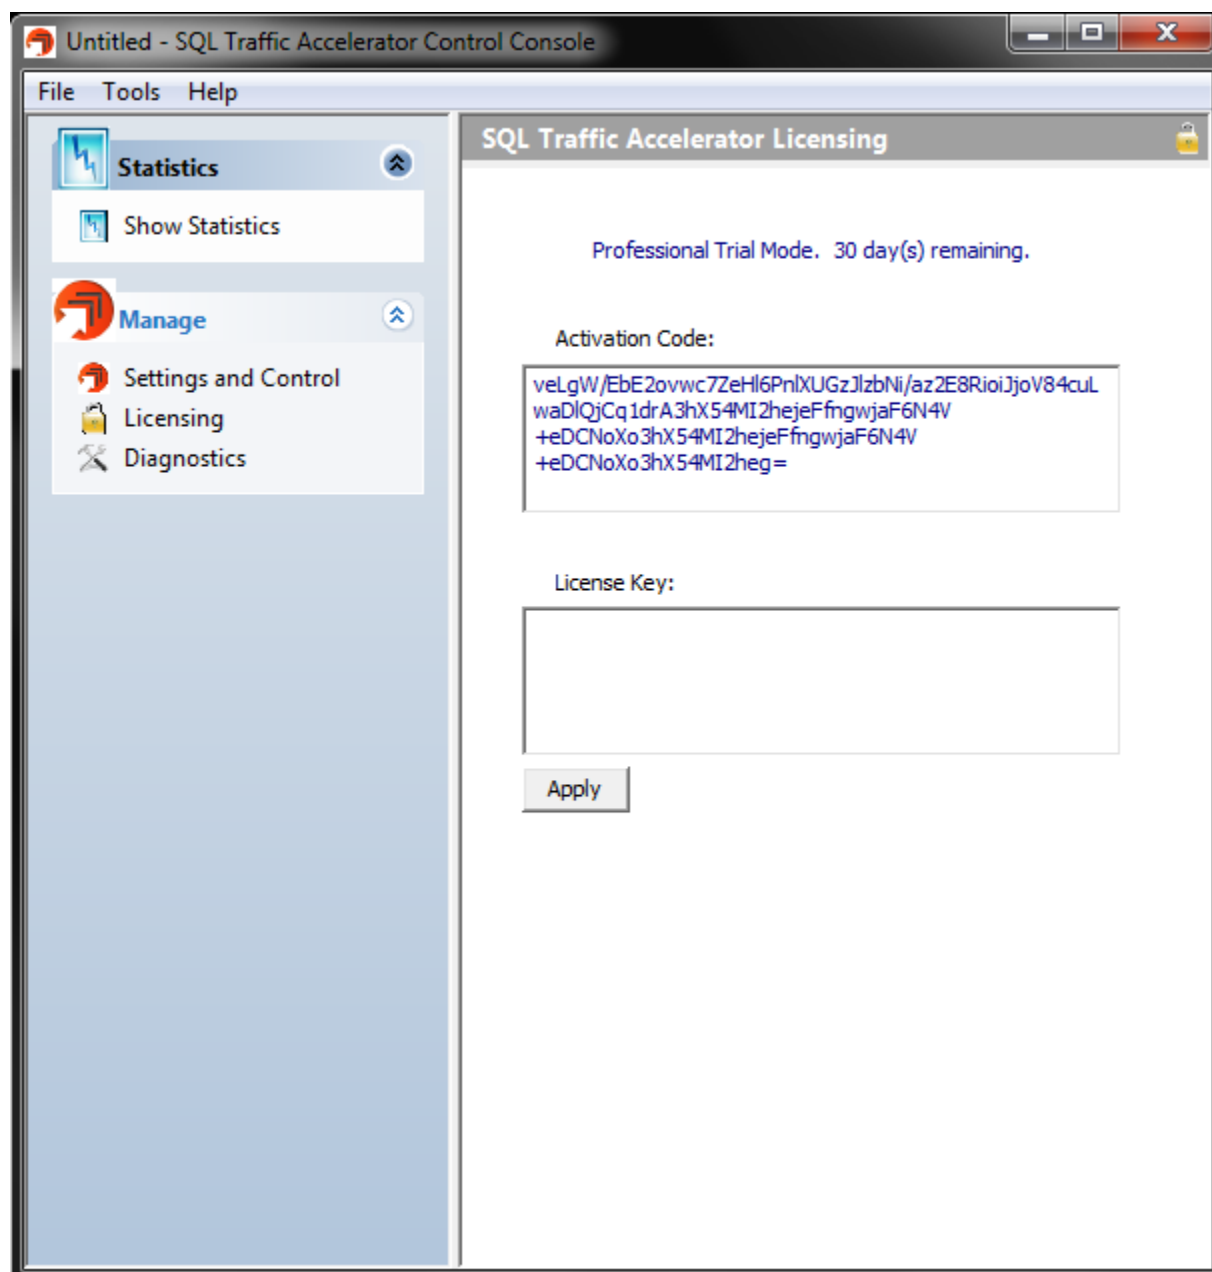 Untitled - SQL Traffic Accelerator Control Console
File Tools Help
Statistics
Show Statistics
Manage
Settings and Control
Licensing
Diagnostics
SQL Traffic Accelerator Licensing
Professional Trial Mode. 30 day(s) remaining.
Activation Code:
veLgW/EbE2ovwc7ZeHl6PnlXUGzJlzbNi/az2E8RioiJjoV84cuL
waDlQjCq1drA3hX54MI2hejeFfngwjaF6N4V
+eDCNoXo3hX54MI2hejeFfngwjaF6N4V
+eDCNoXo3hX54MI2heg=
License Key:
Apply